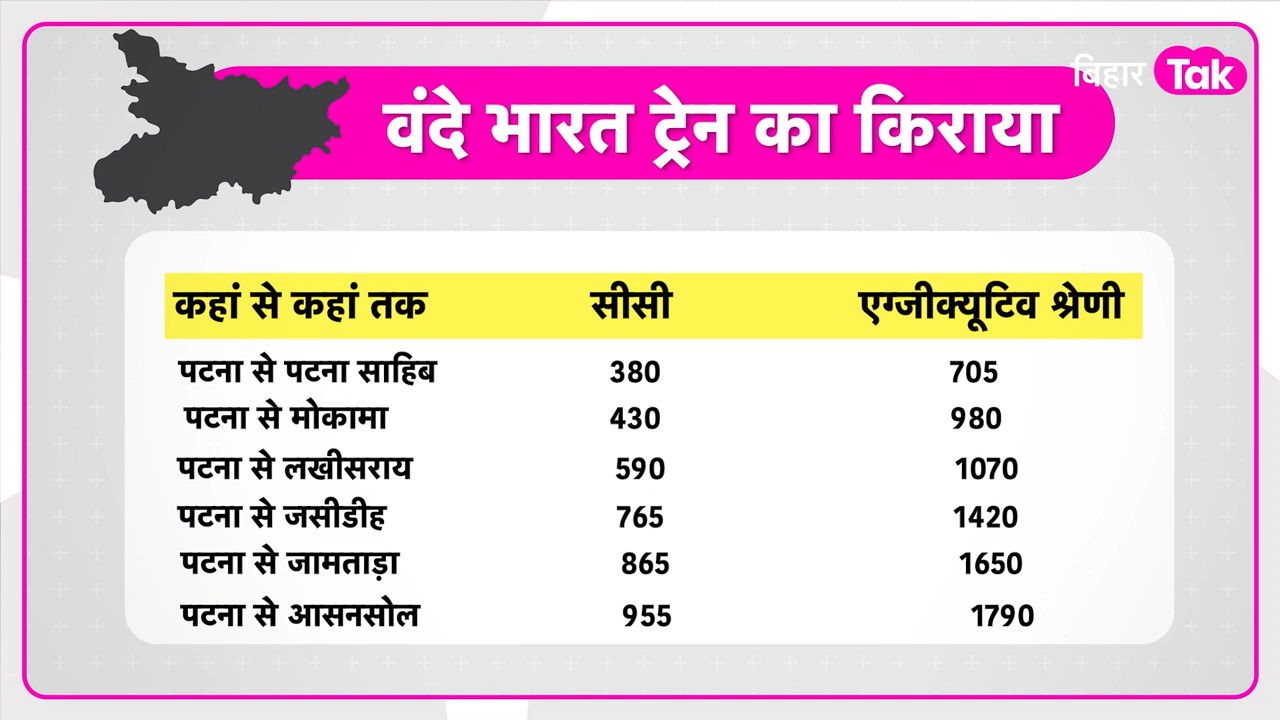 बिहार Tak
वंदे भारत ट्रेन का किराया
कहां से कहां तक सीसी एग्जीक्यूटिव श्रेणी
पटना से पटना साहिब 380 705
पटना से मोकामा 430 980
पटना से लखीसराय 590 1070
पटना से जसीडीह 765 1420
पटना से जामताड़ा 865 1650
पटना से आसनसोल 955 1790